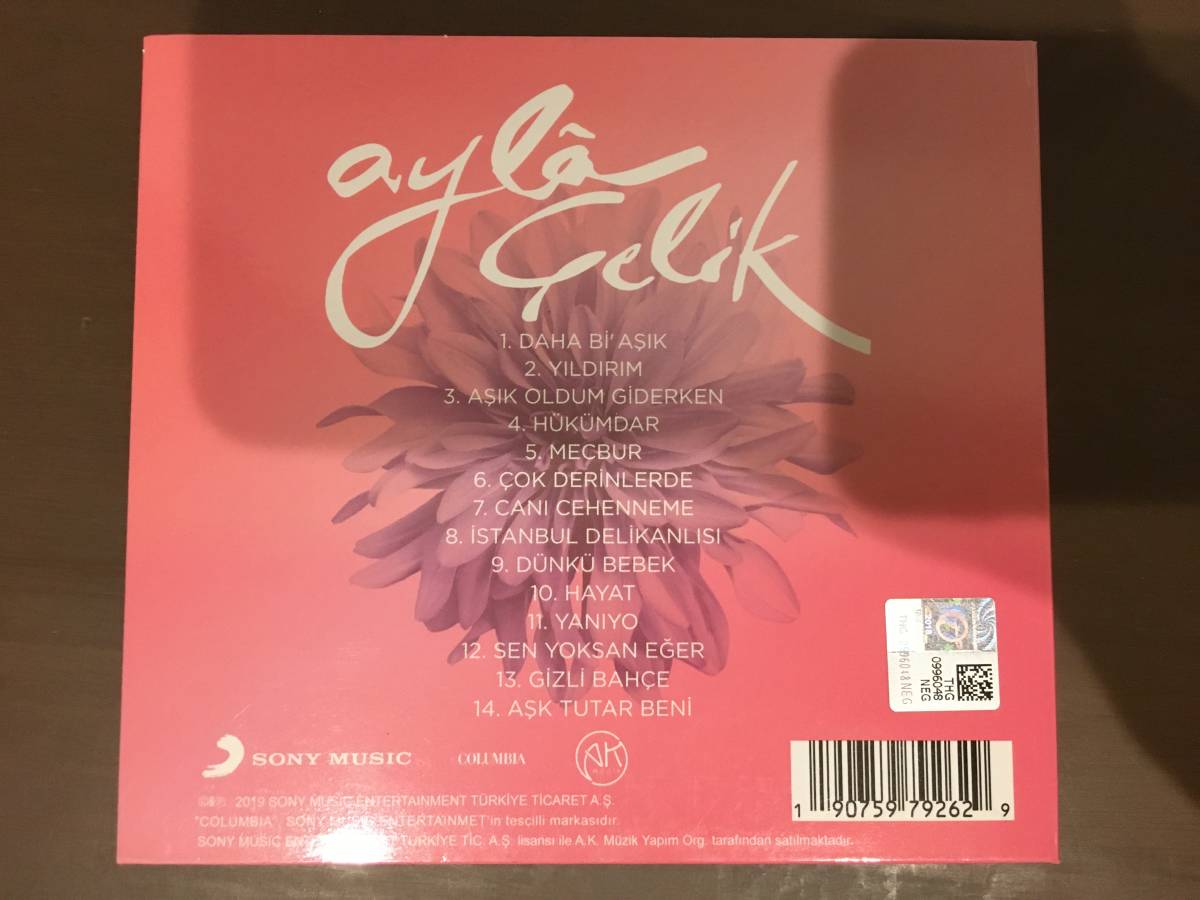 aylâ
Çelik
1. DAHA Bİ' AŞIK
2. YILDIRIM
3. AŞIK OLDUM GİDERKEN
4. HÜKÜMDAR
5. MECBUR
6. ÇOK DERİNLERDE
7. CANI CEHENNEME
8. İSTANBUL DELİKANLISI
9. DÜNKÜ BEBEK
10. HAYAT
11. YANIYO
12. SEN YOKSAN EĞER
13. GİZLİ BAHÇE
14. AŞK TUTAR BENİ
THG
0996048
NEG
SONY MUSIC
COLUMBIA
AK
1 90759 79262 9
2019 SONY MUSIC ENTERTAINMENT TÜRKİYE TİCARET A.Ş.
"COLUMBIA", SONY MUSIC ENTERTAINMET'in tescilli markasıdır.
SONY MUSIC TÜRKİYE TİC. A.Ş. lisansı ile A.K. Müzik Yapım Org. tarafından satılmaktadır.